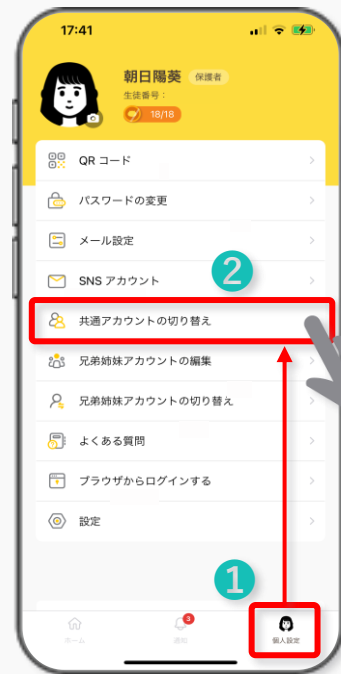 17:41
朝日陽葵 保護者
生徒番号：
18/18
QR コード
パスワードの変更
メール設定
SNS アカウント
2
共通アカウントの切り替え
兄弟姉妹アカウントの編集
兄弟姉妹アカウントの切り替え
よくある質問
ブラウザからログインする
設定
1
3
ホーム
通知
個人設定